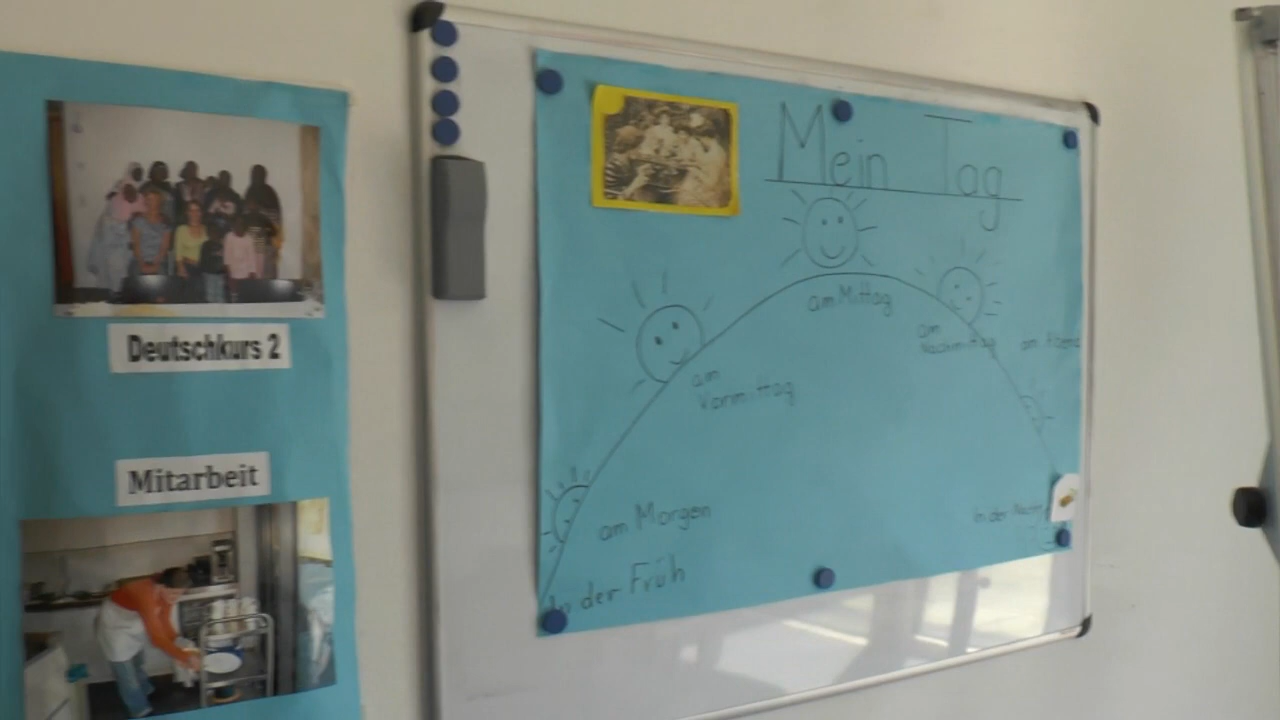 Deutschkurs 2
Mitarbeit
Mein Tag
am Mittag
am
Nachmittag
am Abend
am
Vormittag
am Morgen
In der Nacht
In der Früh